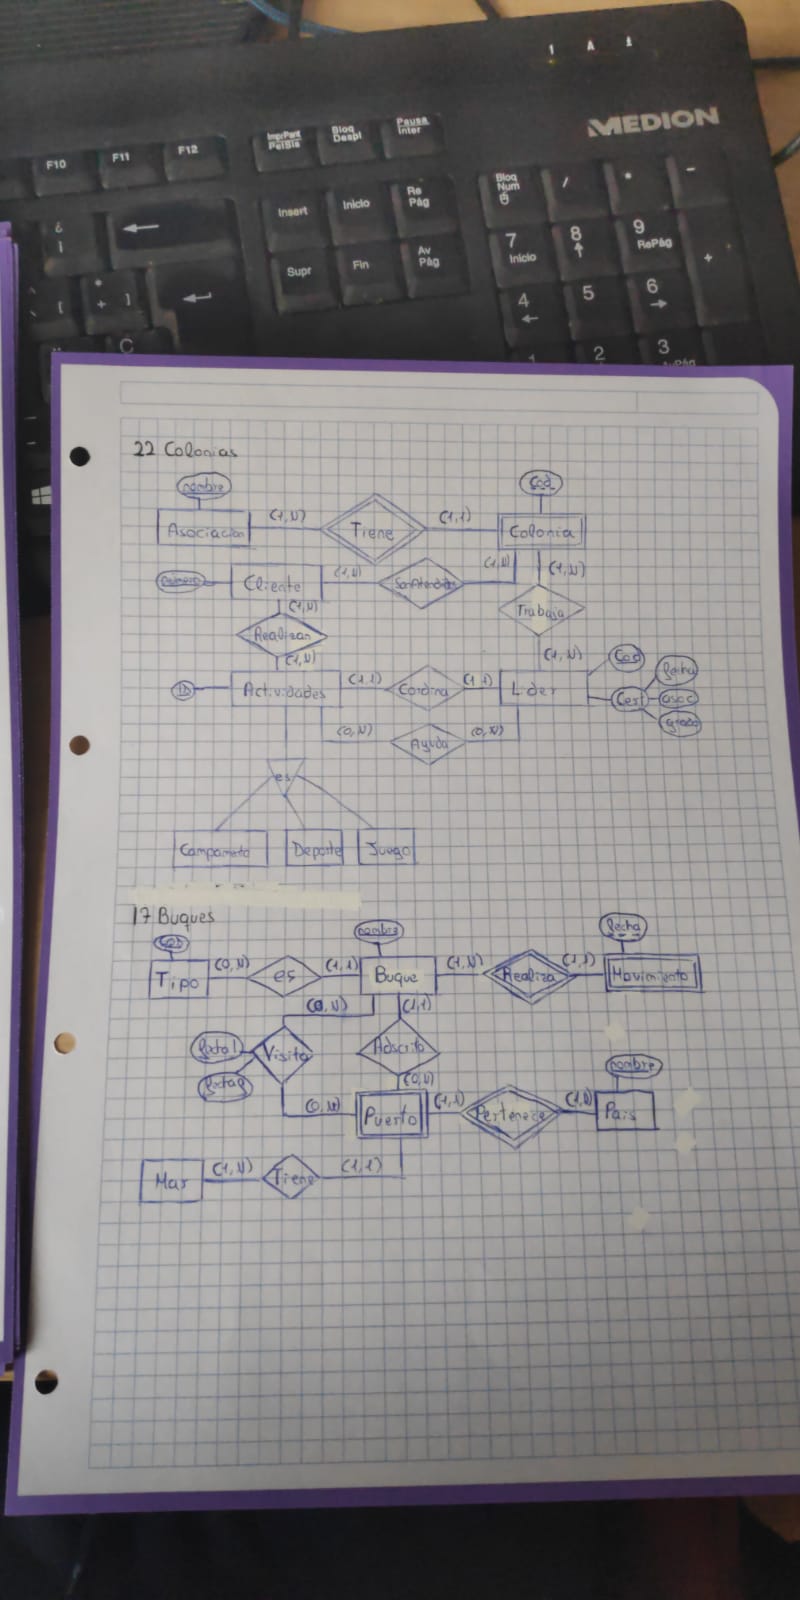 1 A ⇩
MEDION
F10 F11 F12
ImprPant
PetSis
Bloq
Despl
Pausa
Inter
Insert Inicio Re
Pág
Supr Fin Av
Pág
Bloq
Num
/ * -
7
Inicio
8
9
RePág
+
4 5 6
1 2 3
¿
¡
*
+ ]
[
Ç
22 Colonias
nombre
Cod
Asociacion (1,N) Tiene (1,1) Colonia
numero Cliente (1,N) (1,N) (1,N)
(1,N)
Realizan Trabaja
(1,N) (1,N) Cod
ID Actividades (1,1) Cordina (1,1) Lider Cert fecha
asoc
grado
(0,N) Ayuda (0,N)
es
Campamento Deporte Juego
17 Buques
Cod nombre fecha
Tipo (0,N) es (1,1) Buque (1,N) Realiza (1,1) Movimiento
(0,N) (1,1)
Visita Adscrito
nombre
(0,N)
(0,N) Puerto (1,1) Pertenece (1,N) Pais
Mar (1,N) Tiene (1,1)